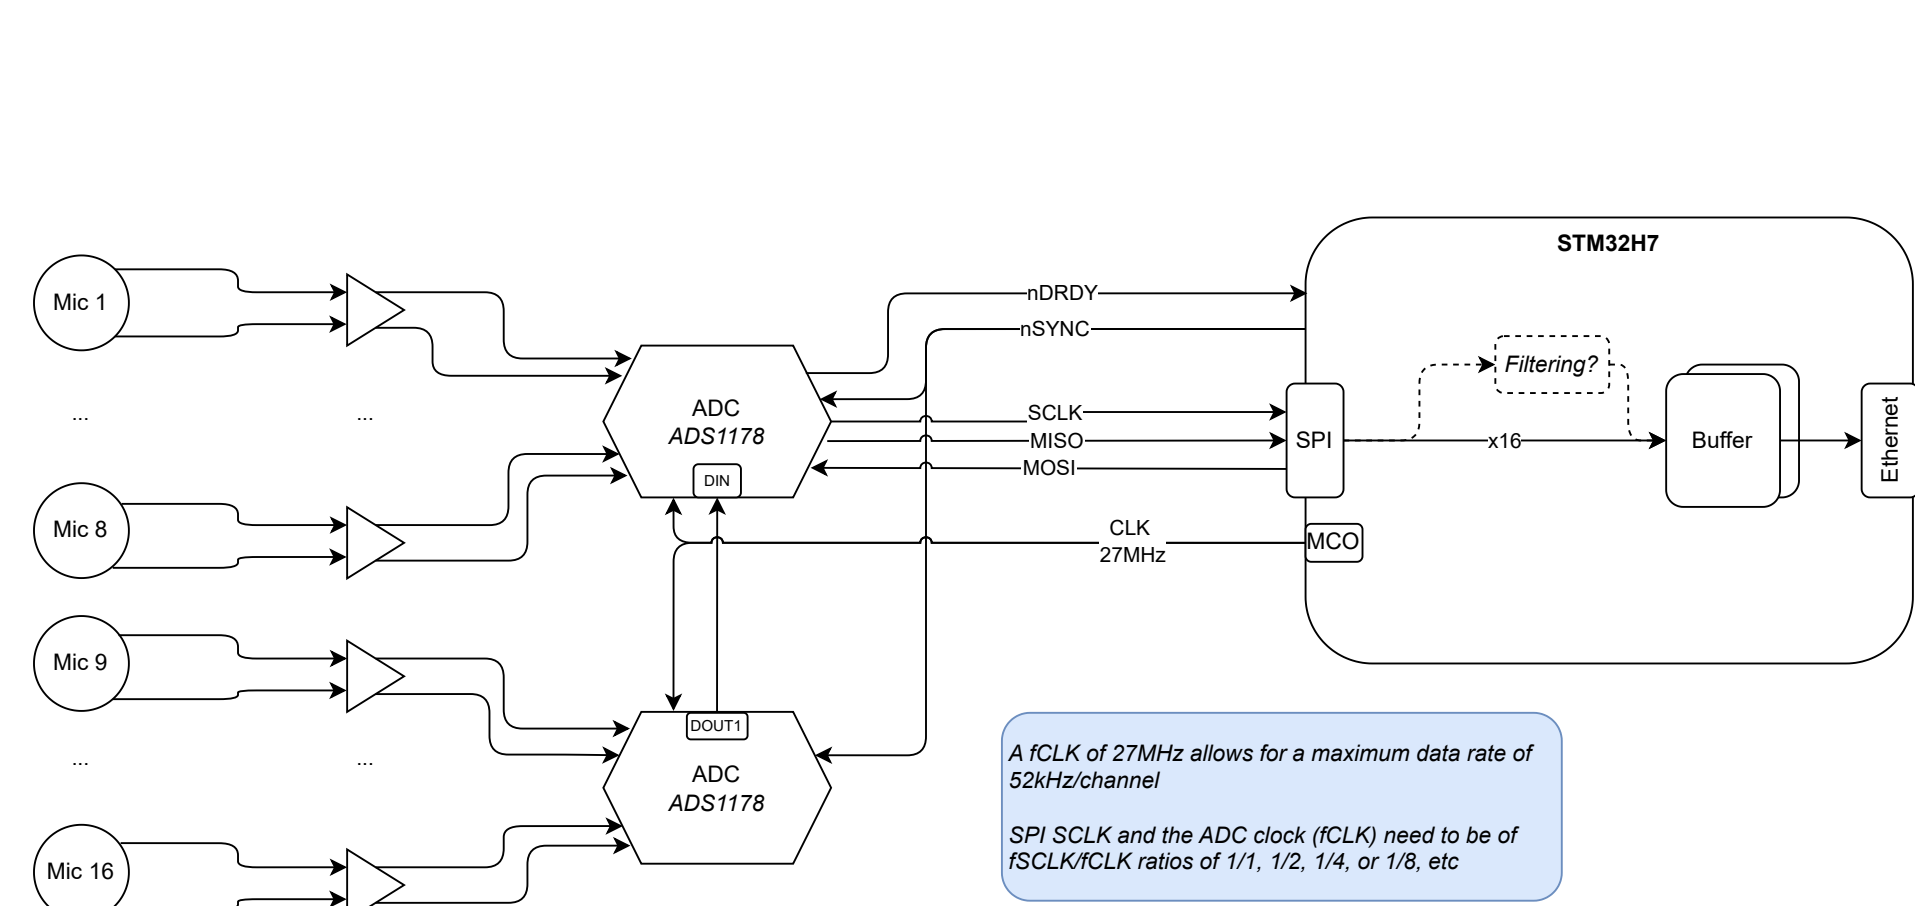 STM32H7
Mic 1
nDRDY
nSYNC
Filtering?
ADC
ADS1178
SCLK
MISO
MOSI
SPI
x16
Buffer
Ethernet
...
...
DIN
Mic 8
CLK
27MHz
MCO
Mic 9
DOUT1
ADC
ADS1178
...
...
Mic 16
A fCLK of 27MHz allows for a maximum data rate of
52kHz/channel
SPI SCLK and the ADC clock (fCLK) need to be of
fSCLK/fCLK ratios of 1/1, 1/2, 1/4, or 1/8, etc